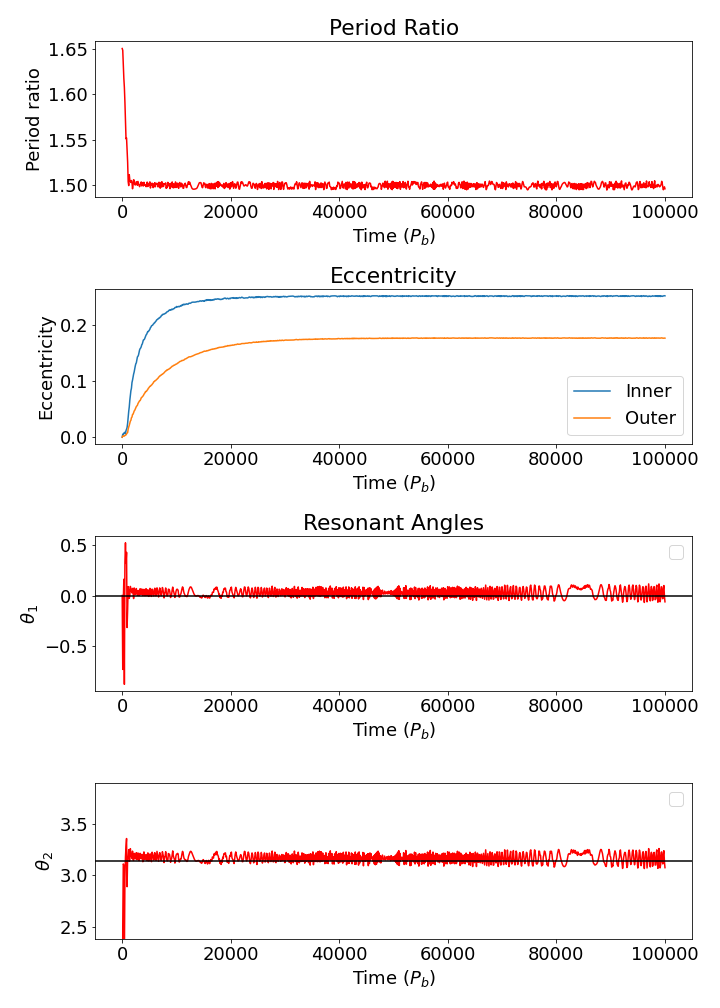 Period Ratio
1.65
1.60
1.55
1.50
Period ratio
0 20000 40000 60000 80000 100000
Time (P_b)
Eccentricity
0.2
0.1
0.0
Eccentricity
Inner
Outer
0 20000 40000 60000 80000 100000
Time (P_b)
Resonant Angles
0.5
0.0
−0.5
θ_1
0 20000 40000 60000 80000 100000
Time (P_b)
3.5
3.0
2.5
θ_2
0 20000 40000 60000 80000 100000
Time (P_b)